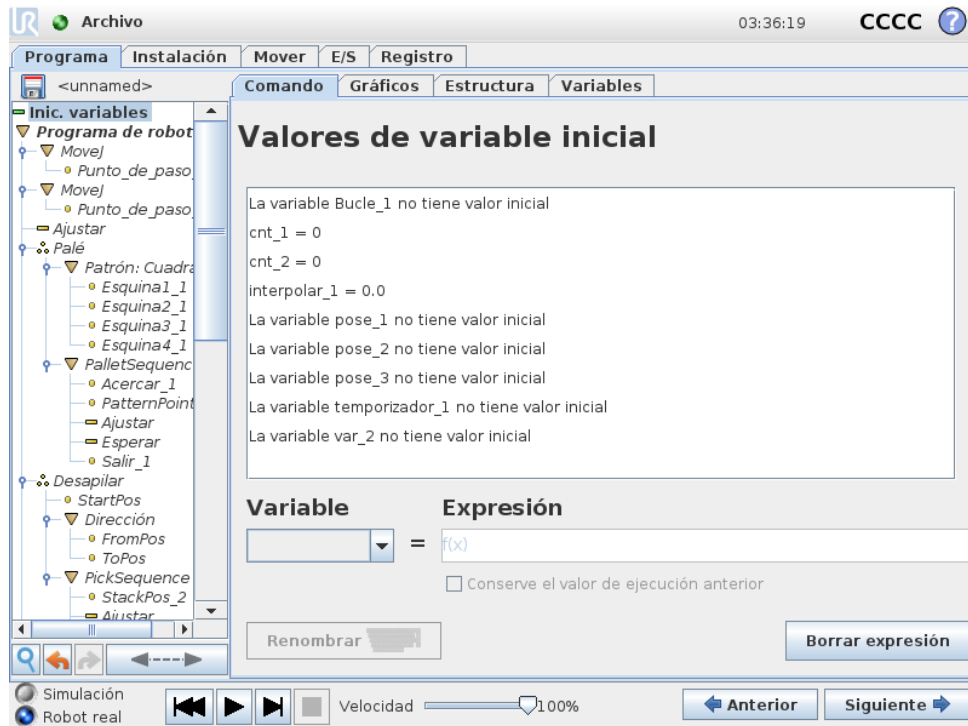 UR Archivo 03:36:19 CCCC ?
Programa Instalación Mover E/S Registro
<unnamed> Comando Gráficos Estructura Variables
Inic. variables
Programa de robot
MoveJ
Punto_de_paso
MoveJ
Punto_de_paso
Ajustar
Palé
Patrón: Cuadra
Esquina1_1
Esquina2_1
Esquina3_1
Esquina4_1
PalletSequenc
Acercar_1
PatternPoint
Ajustar
Esperar
Salir_1
Desapilar
StartPos
Dirección
FromPos
ToPos
PickSequence
StackPos_2
Ajustar
Valores de variable inicial
La variable Bucle_1 no tiene valor inicial
cnt_1 = 0
cnt_2 = 0
interpolar_1 = 0.0
La variable pose_1 no tiene valor inicial
La variable pose_2 no tiene valor inicial
La variable pose_3 no tiene valor inicial
La variable temporizador_1 no tiene valor inicial
La variable var_2 no tiene valor inicial
Variable Expresión
= f(x)
Conserve el valor de ejecución anterior
Renombrar Borrar expresión
Simulación
Robot real
Velocidad 100% Anterior Siguiente